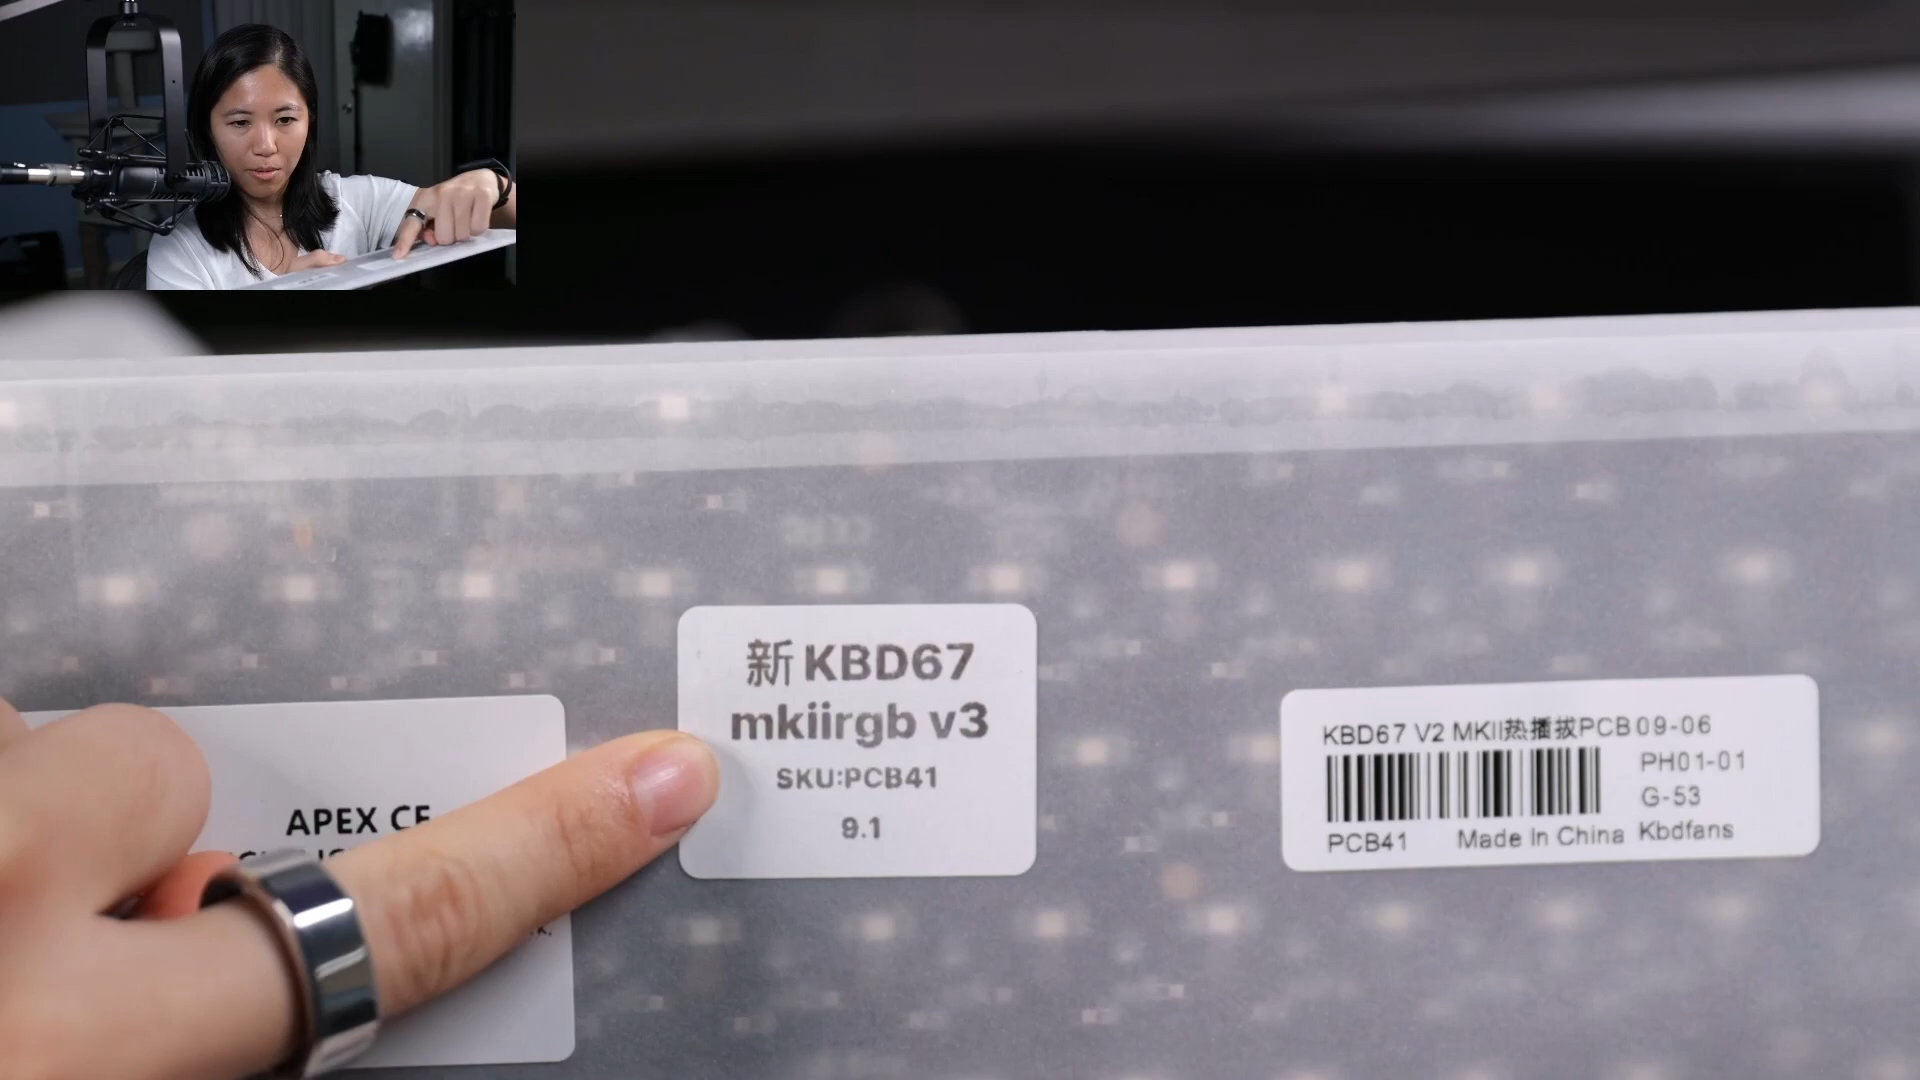 APEX CE
新 KBD67
mkiirgb v3
SKU:PCB41
9.1
KBD67 V2 MKII热插拔PCB 09-06
PH01-01
G-53
PCB41 Made In China Kbdfans